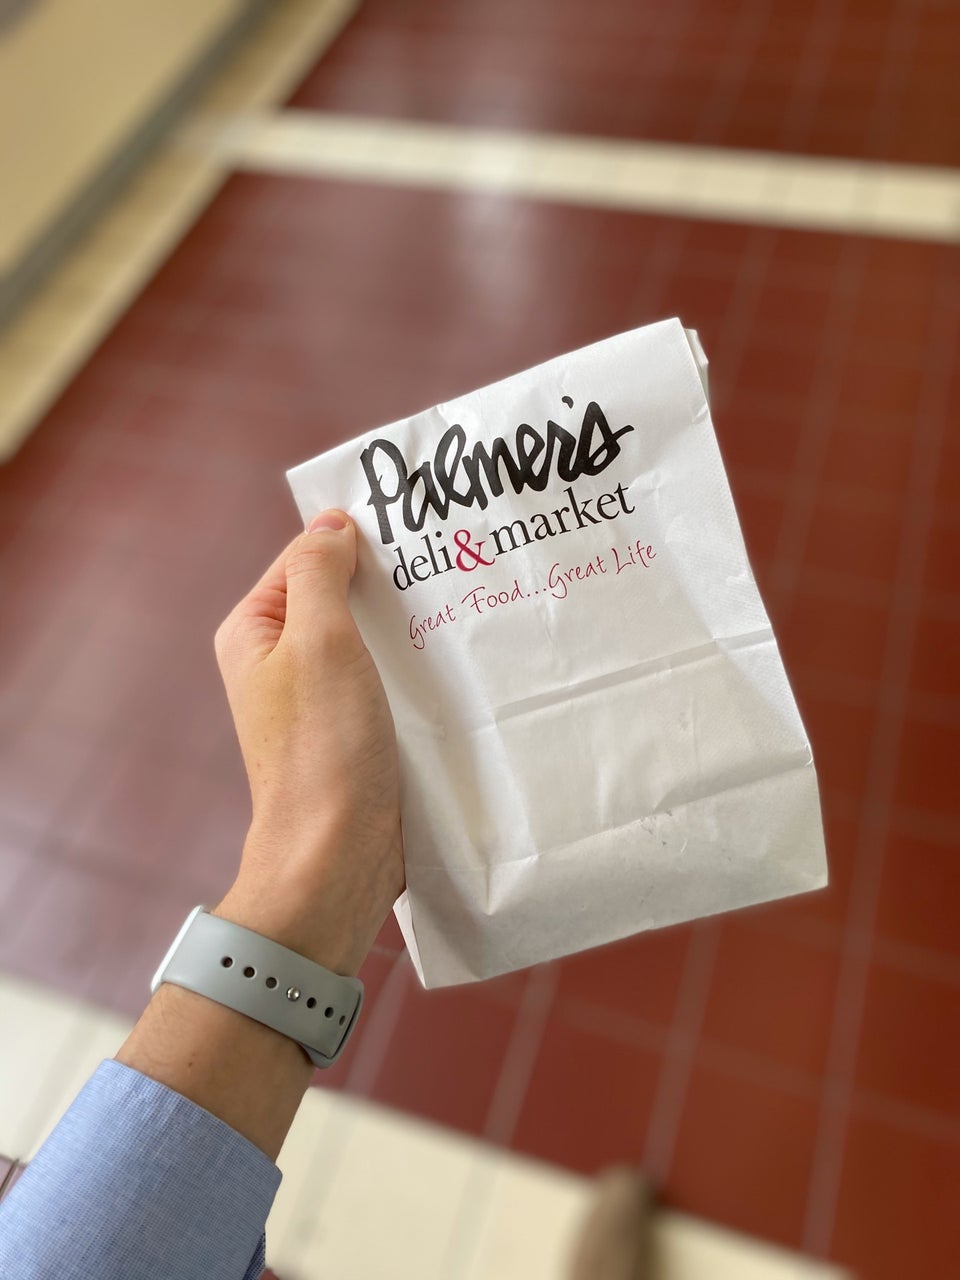 Palmer's
deli&market
Great Food...Great Life